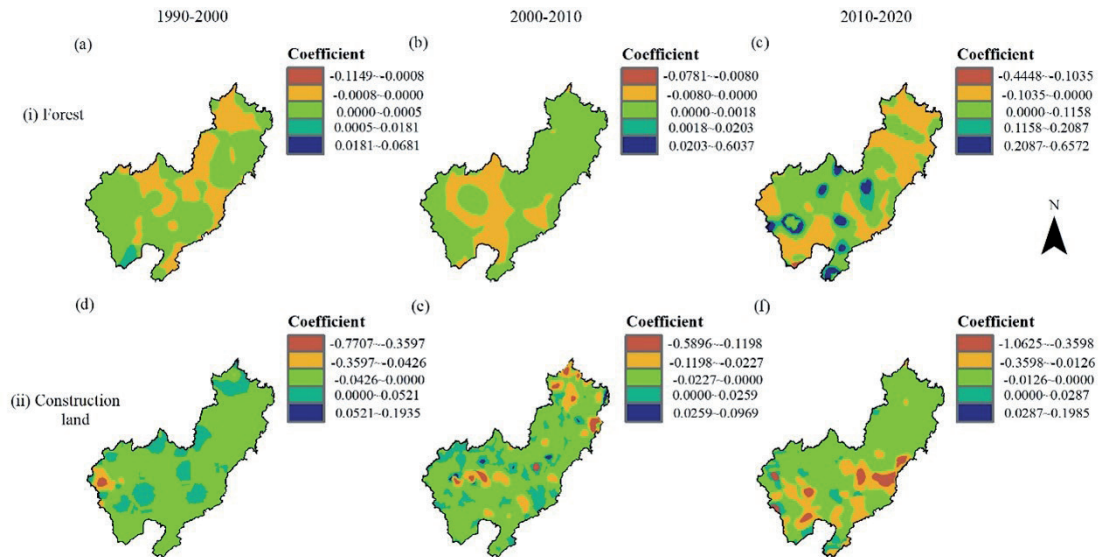 1990-2000
2000-2010
2010-2020
(a)
Coefficient
-0.1149~-0.0008
-0.0008~0.0000
0.0000~0.0005
0.0005~0.0181
0.0181~0.0681
(b)
Coefficient
-0.0781~-0.0080
-0.0080~0.0000
0.0000~0.0018
0.0018~0.0203
0.0203~0.6037
(c)
Coefficient
-0.4448~-0.1035
-0.1035~0.0000
0.0000~0.1158
0.1158~0.2087
0.2087~0.6572
(i) Forest
N
(d)
Coefficient
-0.7707~-0.3597
-0.3597~-0.0426
-0.0426~0.0000
0.0000~0.0521
0.0521~0.1935
(e)
Coefficient
-0.5896~-0.1198
-0.1198~-0.0227
-0.0227~0.0000
0.0000~0.0259
0.0259~0.0969
(f)
Coefficient
-1.0625~-0.3598
-0.3598~-0.0126
-0.0126~0.0000
0.0000~0.0287
0.0287~0.1985
(ii) Construction
land